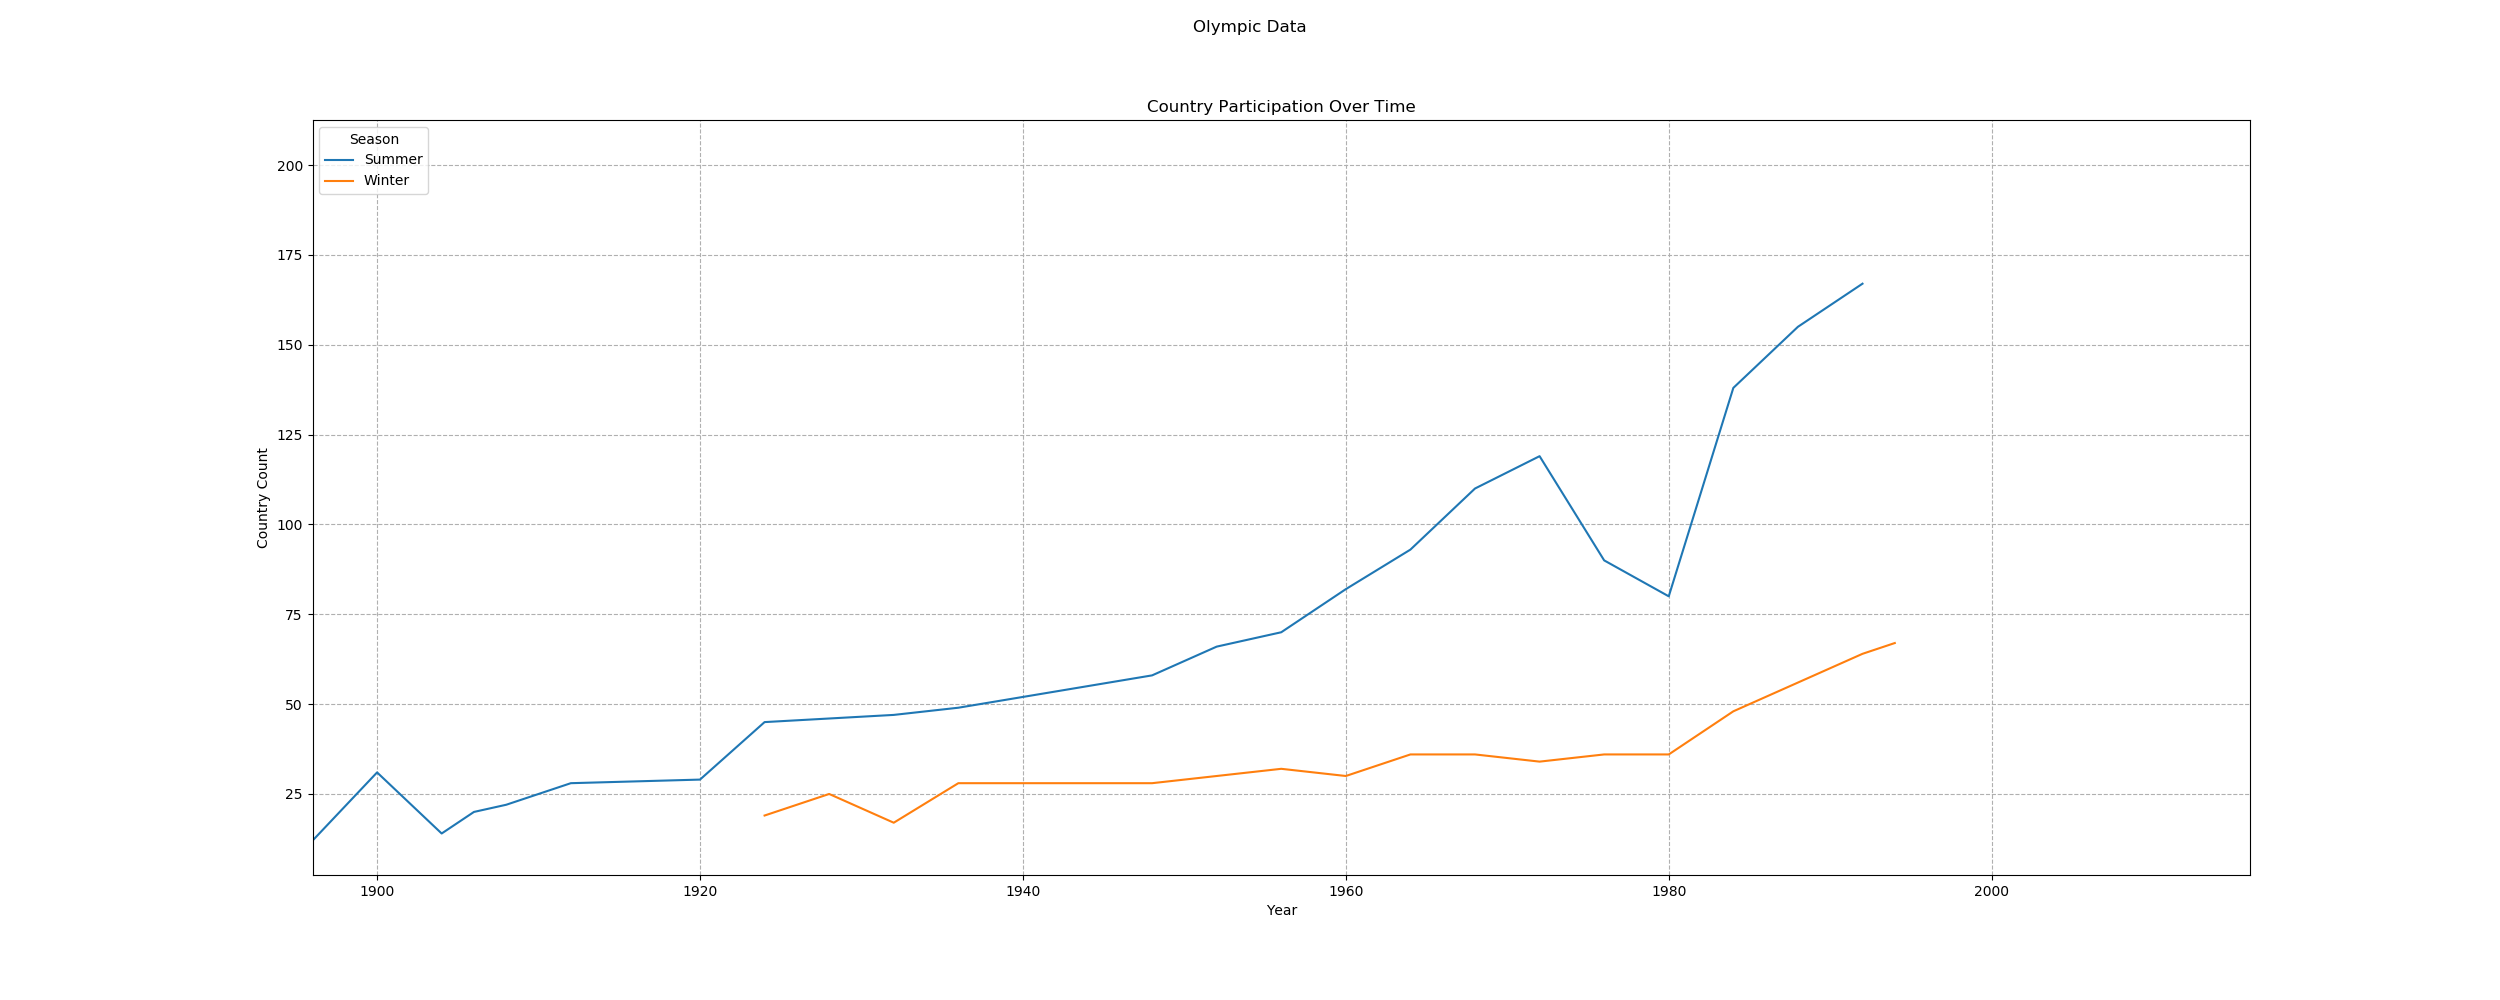 Olympic Data
Country Participation Over Time
Season
Summer
Winter
200
175
150
125
100
75
50
25
Country Count
1900 1920 1940 1960 1980 2000
Year